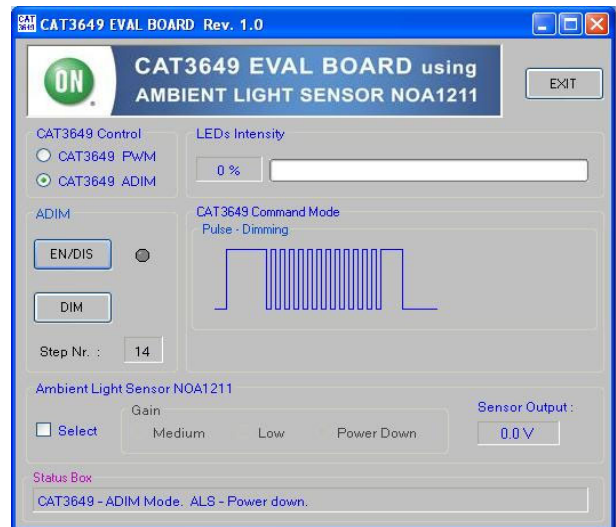 CAT
3649
CAT3649 EVAL BOARD Rev. 1.0
ON
CAT3649 EVAL BOARD using
AMBIENT LIGHT SENSOR NOA1211
EXIT
CAT3649 Control
CAT3649 PWM
CAT3649 ADIM
LEDs Intensity
0 %
ADIM
EN/DIS
DIM
Step Nr. :
14
CAT3649 Command Mode
Pulse - Dimming
Ambient Light Sensor NOA1211
Select
Gain
Medium Low Power Down
Sensor Output :
0.0 V
Status Box
CAT3649 - ADIM Mode. ALS - Power down.